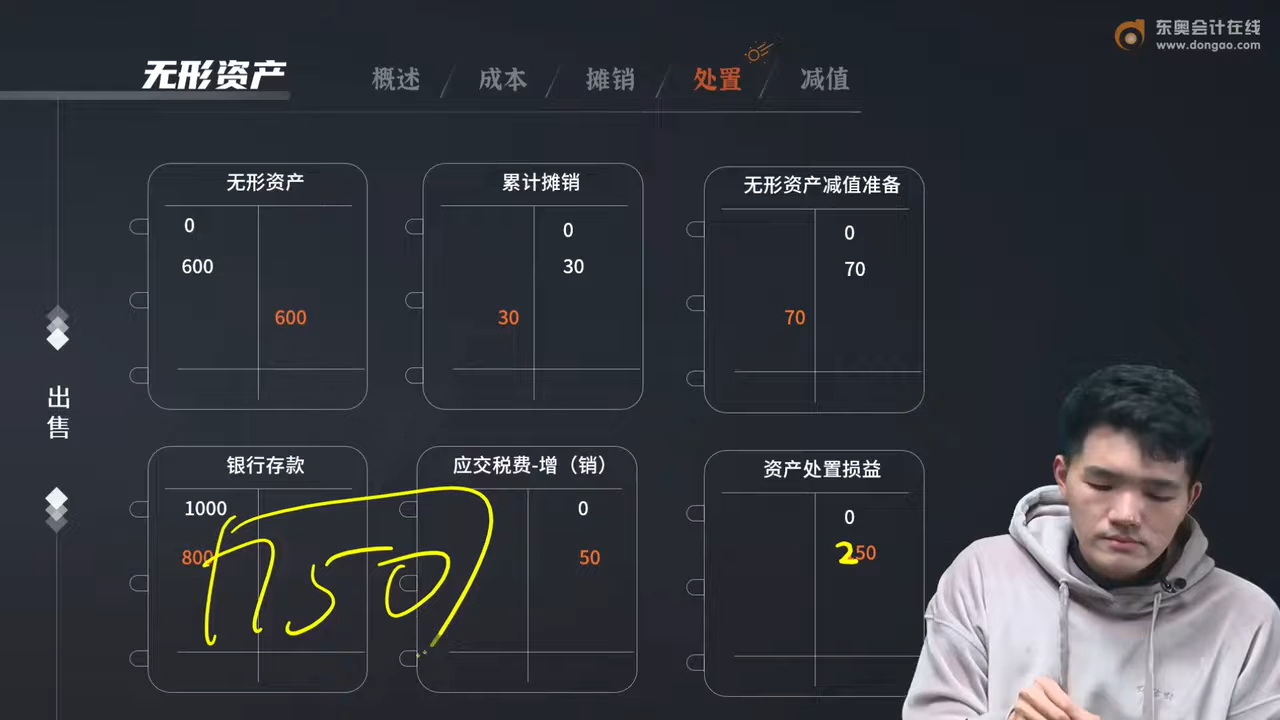 东奥会计在线
www.dongao.com
无形资产
概述 / 成本 / 摊销 / 处置 / 减值
出售
无形资产
0
600
600
累计摊销
0
30
30
无形资产减值准备
0
70
70
银行存款
1000
800
750
应交税费-增（销）
0
50
资产处置损益
0
250